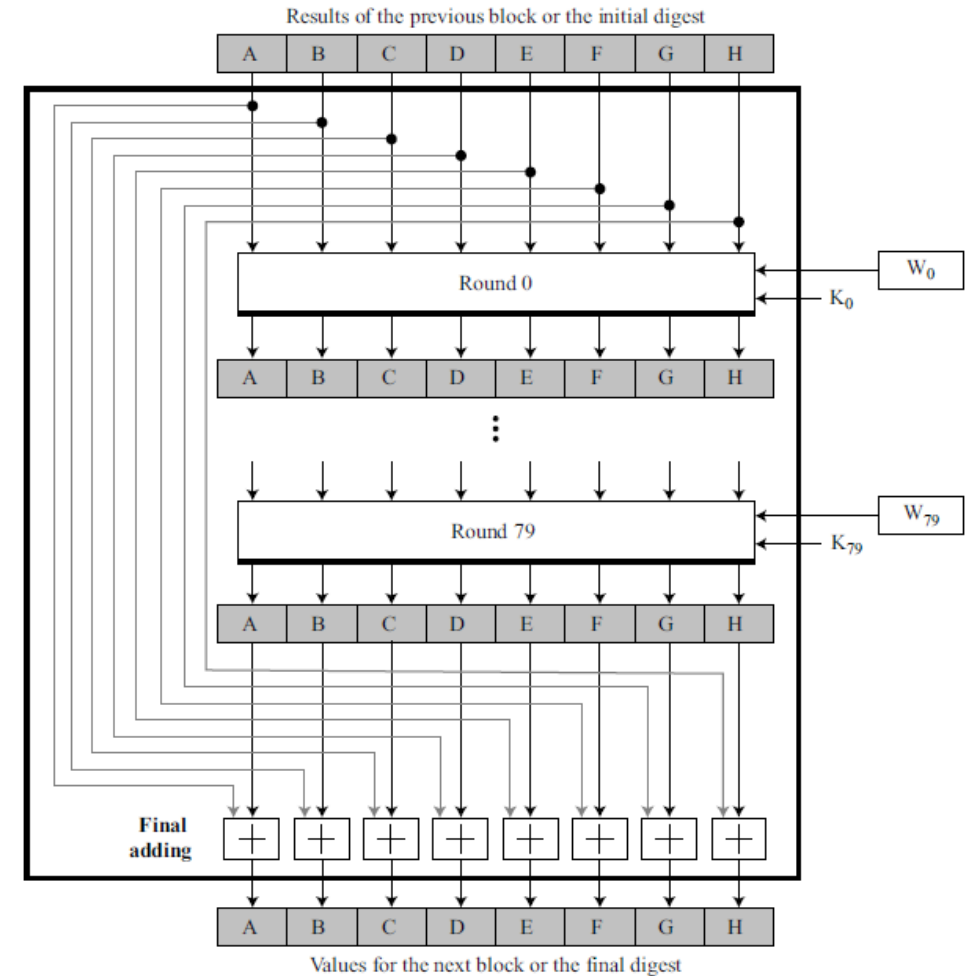 Results of the previous block or the initial digest
A B C D E F G H
Round 0
W₀
K₀
A B C D E F G H
Round 79
W₇₉
K₇₉
A B C D E F G H
Final
adding
A B C D E F G H
Values for the next block or the final digest